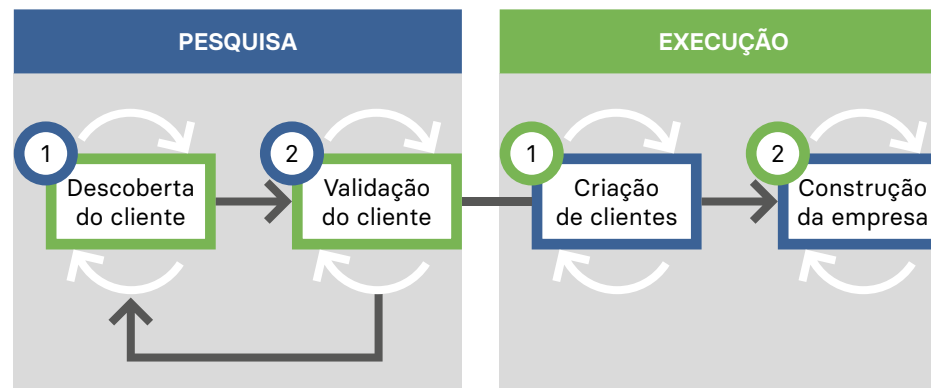 PESQUISA
EXECUÇÃO
1
Descoberta
do cliente
2
Validação
do cliente
1
Criação
de clientes
2
Construção
da empresa